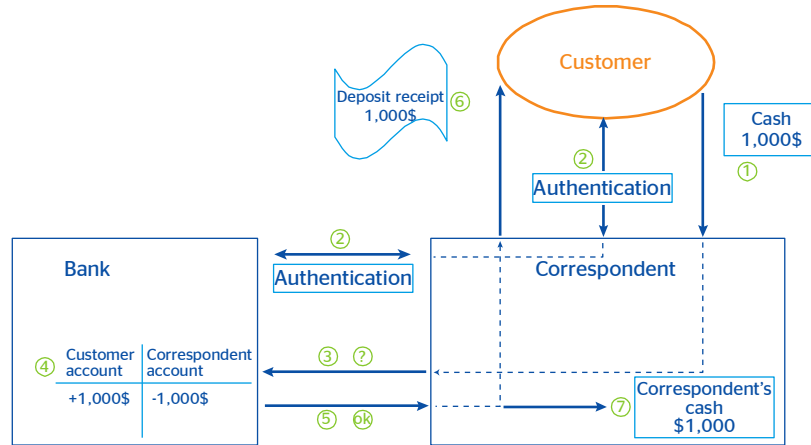 Customer
Deposit receipt
1,000$
⑥
Cash
1,000$
①
②
Authentication
②
Authentication
Bank
Correspondent
③ ?
④
Customer account
Correspondent account
+1,000$
-1,000$
⑤ ok
⑦
Correspondent's
cash
$1,000